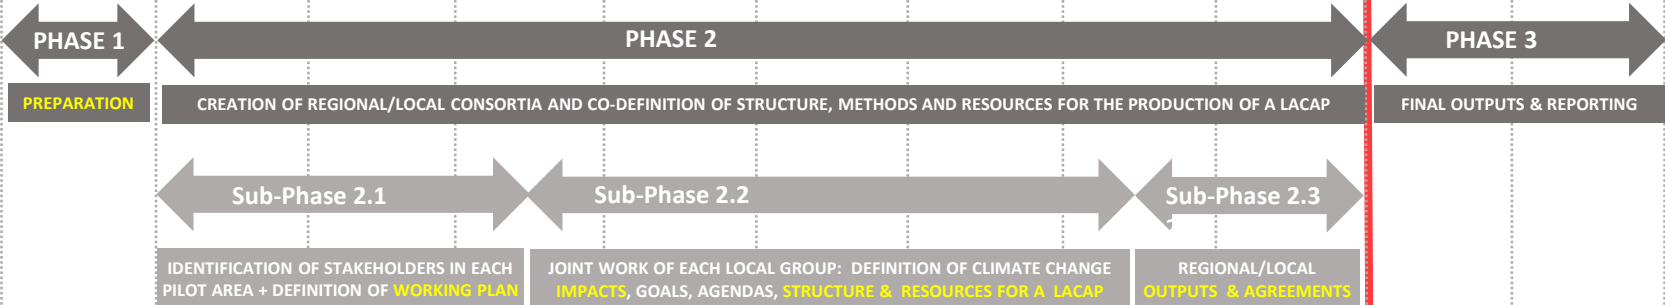 PHASE 1
PHASE 2
PHASE 3
PREPARATION
CREATION OF REGIONAL/LOCAL CONSORTIA AND CO-DEFINITION OF STRUCTURE, METHODS AND RESOURCES FOR THE PRODUCTION OF A LACAP
FINAL OUTPUTS & REPORTING
Sub-Phase 2.1
Sub-Phase 2.2
Sub-Phase 2.3
IDENTIFICATION OF STAKEHOLDERS IN EACH
PILOT AREA + DEFINITION OF WORKING PLAN
JOINT WORK OF EACH LOCAL GROUP: DEFINITION OF CLIMATE CHANGE
IMPACTS, GOALS, AGENDAS, STRUCTURE & RESOURCES FOR A LACAP
REGIONAL/LOCAL
OUTPUTS & AGREEMENTS